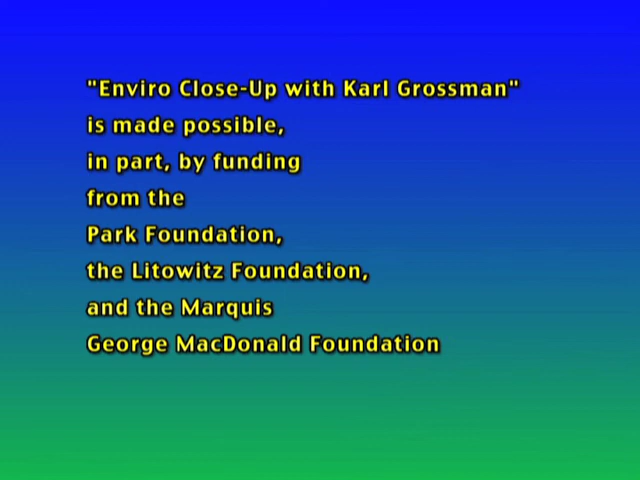 "Enviro Close-Up with Karl Grossman"
is made possible,
in part, by funding
from the
Park Foundation,
the Litowitz Foundation,
and the Marquis
George MacDonald Foundation